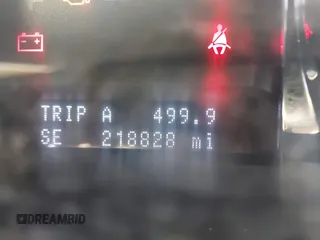 TRIP A 499.9
SE 218828 mi
DREAMBID